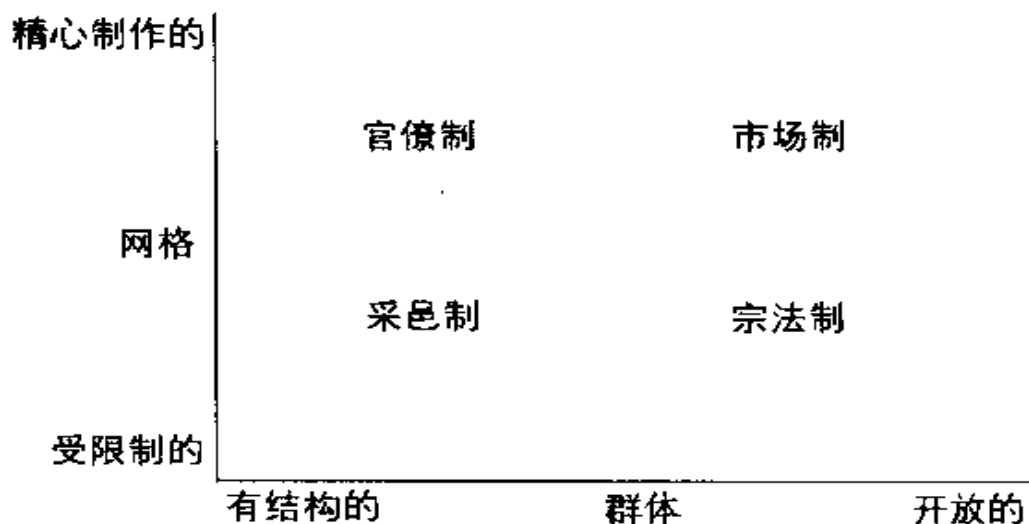 精心制作的
官僚制 市场制
网格
采邑制 宗法制
受限制的
有结构的 群体 开放的